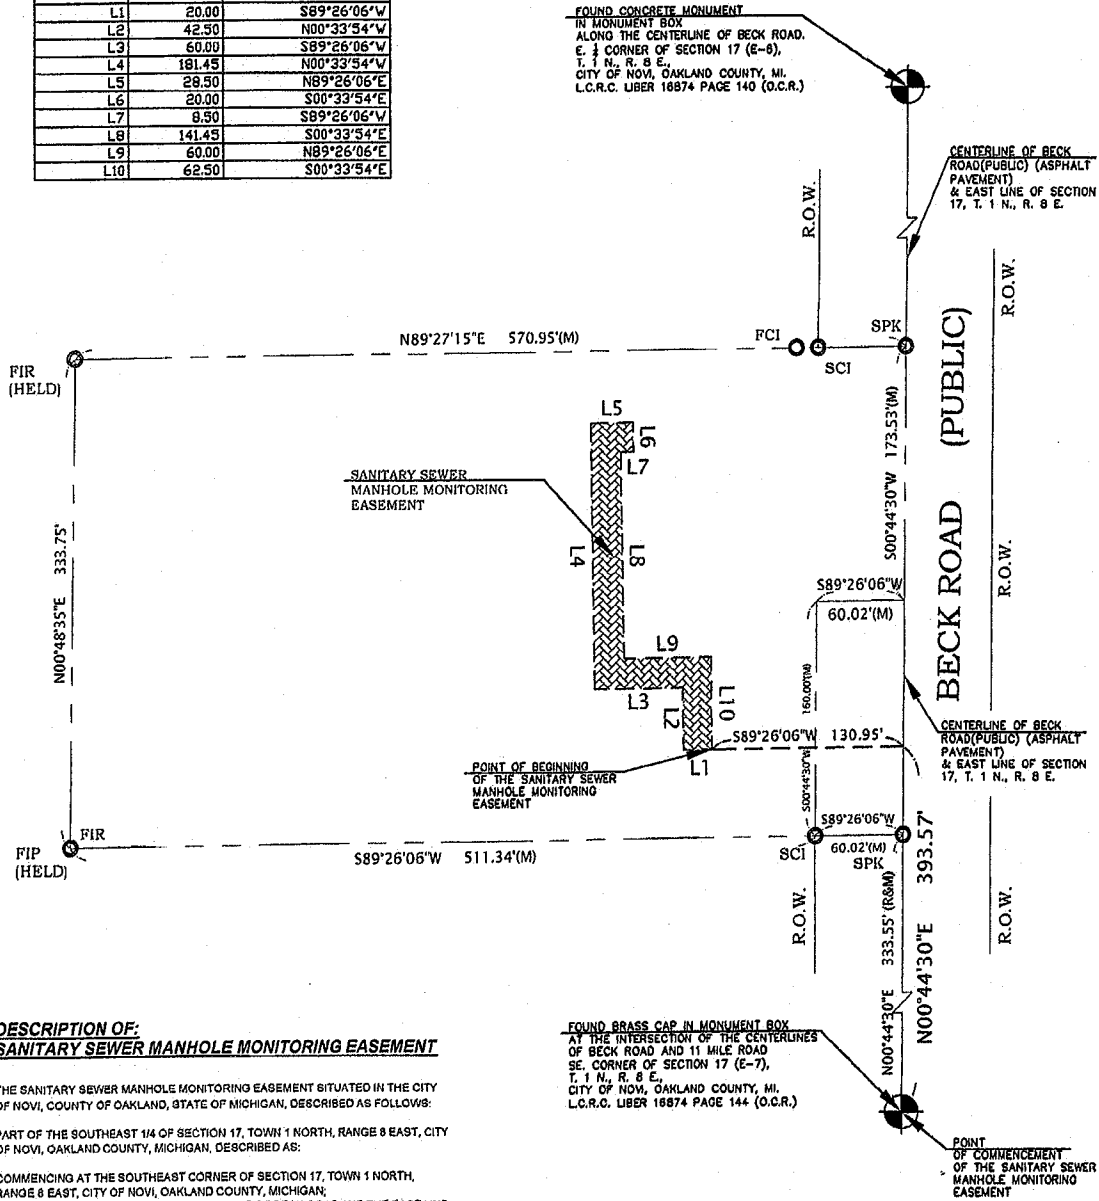 L1 20.00 S89°26'06"W
L2 42.50 N00°33'54"W
L3 60.00 S89°26'06"W
L4 181.45 N00°33'54"W
L5 28.50 N89°26'06"E
L6 20.00 S00°33'54"E
L7 8.50 S89°26'06"W
L8 141.45 S00°33'54"E
L9 60.00 N89°26'06"E
L10 62.50 S00°33'54"E
FOUND CONCRETE MONUMENT
IN MONUMENT BOX
ALONG THE CENTERLINE OF BECK ROAD.
E. ¼ CORNER OF SECTION 17 (E-6),
T. 1 N., R. 8 E.,
CITY OF NOVI, OAKLAND COUNTY, MI.
L.C.R.C. LIBER 16874 PAGE 140 (O.C.R.)
CENTERLINE OF BECK
ROAD(PUBLIC) (ASPHALT
PAVEMENT)
& EAST LINE OF SECTION
17, T. 1 N., R. 8 E.
R.O.W.
R.O.W.
N89°27'15"E 570.95'(M)
FCI
SPK
SCI
FIR
(HELD)
BECK ROAD (PUBLIC)
S00°44'30"W 173.53'(M)
L5
L6
L7
SANITARY SEWER
MANHOLE MONITORING
EASEMENT
L4
L8
N00°48'35"E 333.75'
R.O.W.
S89°26'06"W
60.02'(M)
L9
L3
L2
L10
160.00'(M)
S00°44'30"W
S89°26'06"W 130.95'
L1
POINT OF BEGINNING
OF THE SANITARY SEWER
MANHOLE MONITORING
EASEMENT
CENTERLINE OF BECK
ROAD(PUBLIC) (ASPHALT
PAVEMENT)
& EAST LINE OF SECTION
17, T. 1 N., R. 8 E.
FIR
FIP
(HELD)
S89°26'06"W 511.34'(M)
S89°26'06"W
60.02'(M)
SCI
SPK
R.O.W.
R.O.W.
N00°44'30"E 333.55' (R&M)
N00°44'30"E 393.57'
DESCRIPTION OF:
SANITARY SEWER MANHOLE MONITORING EASEMENT
THE SANITARY SEWER MANHOLE MONITORING EASEMENT SITUATED IN THE CITY
OF NOVI, COUNTY OF OAKLAND, STATE OF MICHIGAN, DESCRIBED AS FOLLOWS:
PART OF THE SOUTHEAST 1/4 OF SECTION 17, TOWN 1 NORTH, RANGE 8 EAST, CITY
OF NOVI, OAKLAND COUNTY, MICHIGAN, DESCRIBED AS:
COMMENCING AT THE SOUTHEAST CORNER OF SECTION 17, TOWN 1 NORTH,
RANGE 8 EAST, CITY OF NOVI, OAKLAND COUNTY, MICHIGAN;
FOUND BRASS CAP IN MONUMENT BOX
AT THE INTERSECTION OF THE CENTERLINES
OF BECK ROAD AND 11 MILE ROAD
SE. CORNER OF SECTION 17 (E-7),
T. 1 N., R. 8 E.,
CITY OF NOVI, OAKLAND COUNTY, MI.
L.C.R.C. LIBER 16874 PAGE 144 (O.C.R.)
POINT
OF COMMENCEMENT
OF THE SANITARY SEWER
MANHOLE MONITORING
EASEMENT